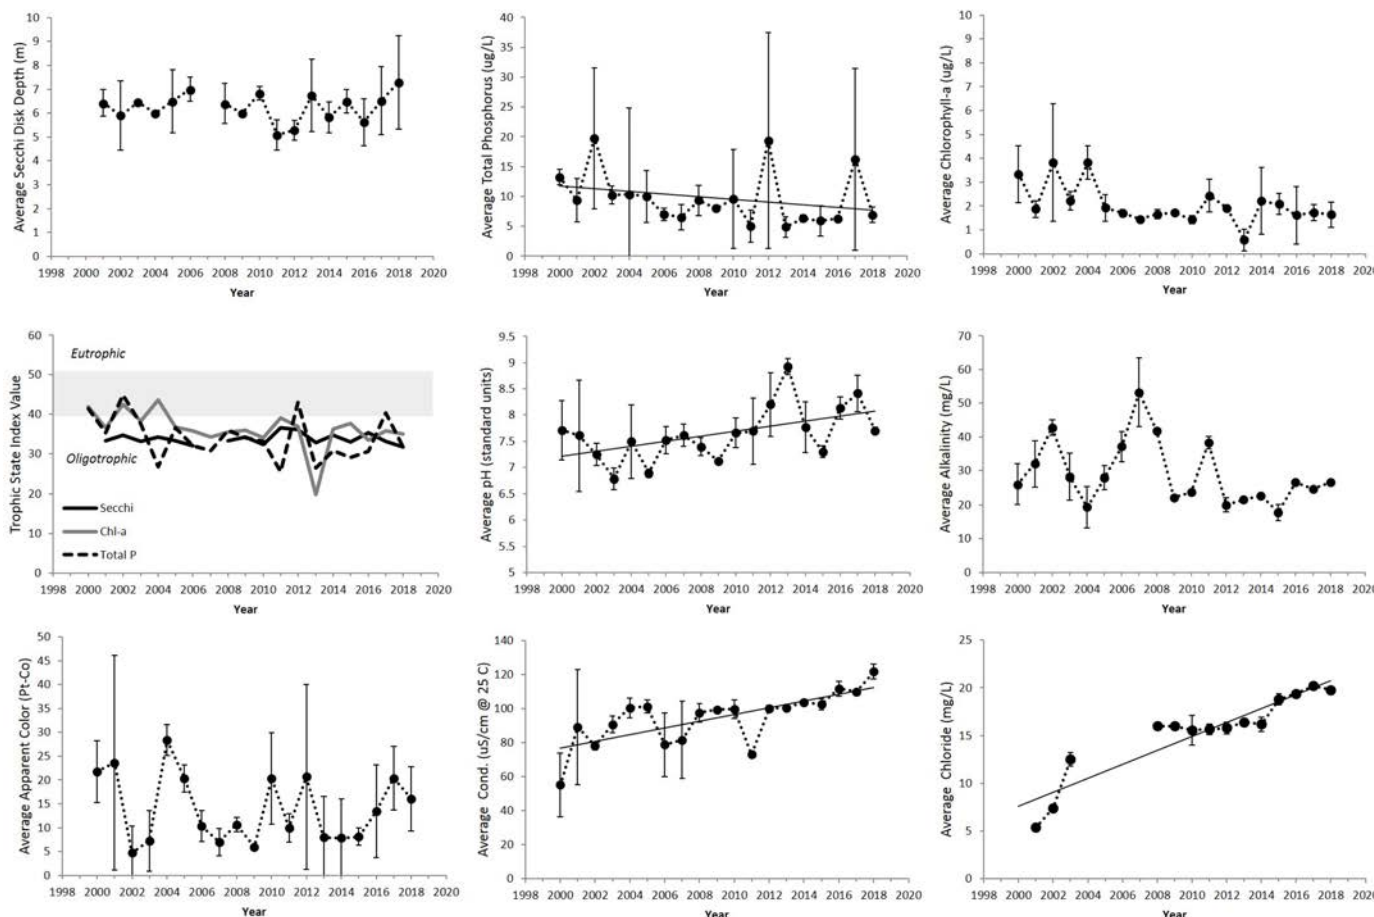 Average Secchi Disk Depth (m)
10
9
8
7
6
5
4
3
2
1
0
1998 2000 2002 2004 2006 2008 2010 2012 2014 2016 2018 2020
Year
Average Total Phosphorus (ug/L)
40
35
30
25
20
15
10
5
0
1998 2000 2002 2004 2006 2008 2010 2012 2014 2016 2018 2020
Year
Average Chlorophyll-a (ug/L)
10
9
8
7
6
5
4
3
2
1
0
1998 2000 2002 2004 2006 2008 2010 2012 2014 2016 2018 2020
Year
Trophic State Index Value
60
50
40
30
20
10
0
Eutrophic
Oligotrophic
Secchi
Chl-a
Total P
1998 2000 2002 2004 2006 2008 2010 2012 2014 2016 2018 2020
Year
Average pH (standard units)
9.5
9
8.5
8
7.5
7
6.5
6
5.5
5
1998 2000 2002 2004 2006 2008 2010 2012 2014 2016 2018 2020
Year
Average Alkalinity (mg/L)
70
60
50
40
30
20
10
0
1998 2000 2002 2004 2006 2008 2010 2012 2014 2016 2018 2020
Year
Average Apparent Color (Pt-Co)
50
45
40
35
30
25
20
15
10
5
0
1998 2000 2002 2004 2006 2008 2010 2012 2014 2016 2018 2020
Year
Average Cond. (uS/cm @ 25 C)
140
120
100
80
60
40
20
0
1998 2000 2002 2004 2006 2008 2010 2012 2014 2016 2018 2020
Year
Average Chloride (mg/L)
25
20
15
10
5
0
1998 2000 2002 2004 2006 2008 2010 2012 2014 2016 2018 2020
Year